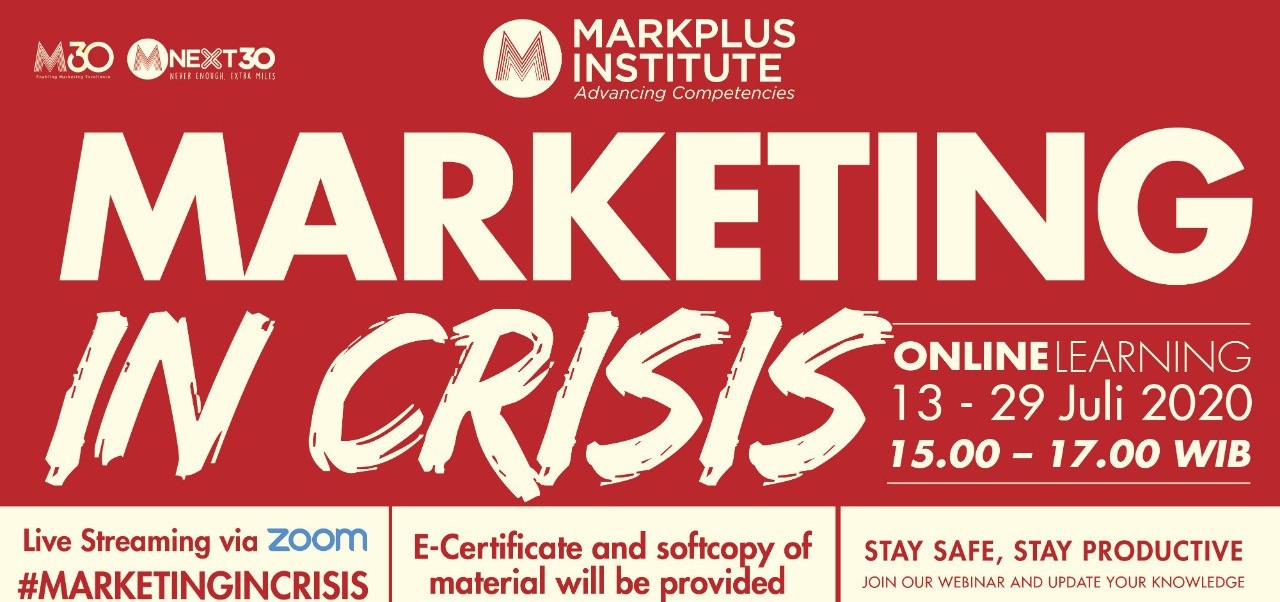 M30
Enabling Marketing Excellence
MNEXT30
NEVER ENOUGH, EXTRA MILES
MARKPLUS
INSTITUTE
Advancing Competencies
MARKETING
IN CRISIS
ONLINE LEARNING
13 - 29 Juli 2020
15.00 – 17.00 WIB
Live Streaming via zoom
#MARKETINGINCRISIS
E-Certificate and softcopy of
material will be provided
STAY SAFE, STAY PRODUCTIVE
JOIN OUR WEBINAR AND UPDATE YOUR KNOWLEDGE